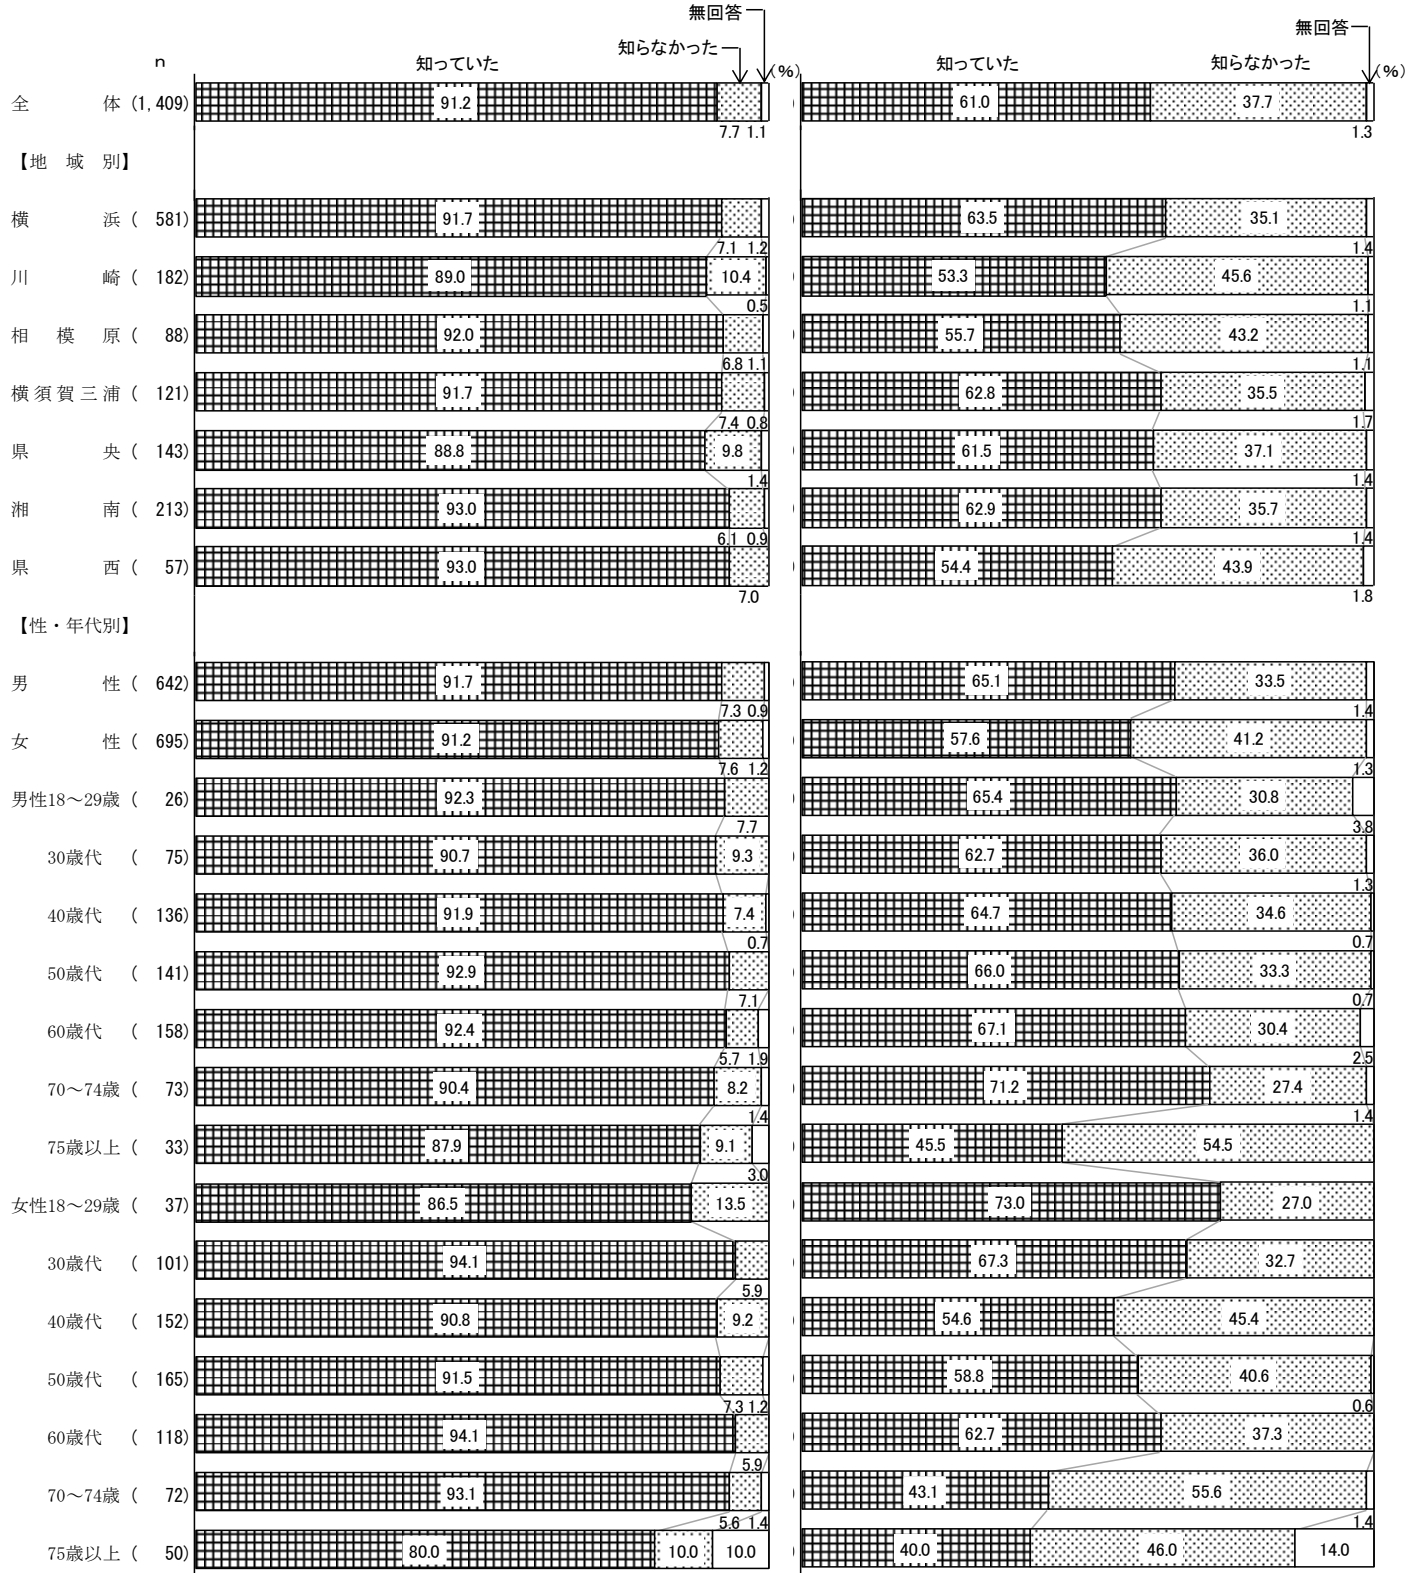 無回答
無回答
知らなかった
n 知っていた (%) 知っていた 知らなかった (%)
全 体 (1,409) 91.2 61.0 37.7
7.7 1.1 1.3
【地 域 別】
横 浜 ( 581) 91.7 63.5 35.1
7.1 1.2 1.4
川 崎 ( 182) 89.0 10.4 53.3 45.6
0.5 1.1
相 模 原 ( 88) 92.0 55.7 43.2
6.8 1.1 1.1
横須賀三浦 ( 121) 91.7 62.8 35.5
7.4 0.8 1.7
県 央 ( 143) 88.8 9.8 61.5 37.1
1.4 1.4
湘 南 ( 213) 93.0 62.9 35.7
6.1 0.9 1.4
県 西 ( 57) 93.0 54.4 43.9
7.0 1.8
【性・年代別】
男 性 ( 642) 91.7 65.1 33.5
7.3 0.9 1.4
女 性 ( 695) 91.2 57.6 41.2
7.6 1.2 1.3
男性18～29歳 ( 26) 92.3 65.4 30.8
7.7 3.8
30歳代 ( 75) 90.7 9.3 62.7 36.0
1.3
40歳代 ( 136) 91.9 7.4 64.7 34.6
0.7 0.7
50歳代 ( 141) 92.9 66.0 33.3
7.1 0.7
60歳代 ( 158) 92.4 67.1 30.4
5.7 1.9 2.5
70～74歳 ( 73) 90.4 8.2 71.2 27.4
1.4 1.4
75歳以上 ( 33) 87.9 9.1 45.5 54.5
3.0
女性18～29歳 ( 37) 86.5 13.5 73.0 27.0
30歳代 ( 101) 94.1 67.3 32.7
5.9
40歳代 ( 152) 90.8 9.2 54.6 45.4
50歳代 ( 165) 91.5 58.8 40.6
7.3 1.2 0.6
60歳代 ( 118) 94.1 62.7 37.3
5.9
70～74歳 ( 72) 93.1 43.1 55.6
5.6 1.4 1.4
75歳以上 ( 50) 80.0 10.0 10.0 40.0 46.0 14.0